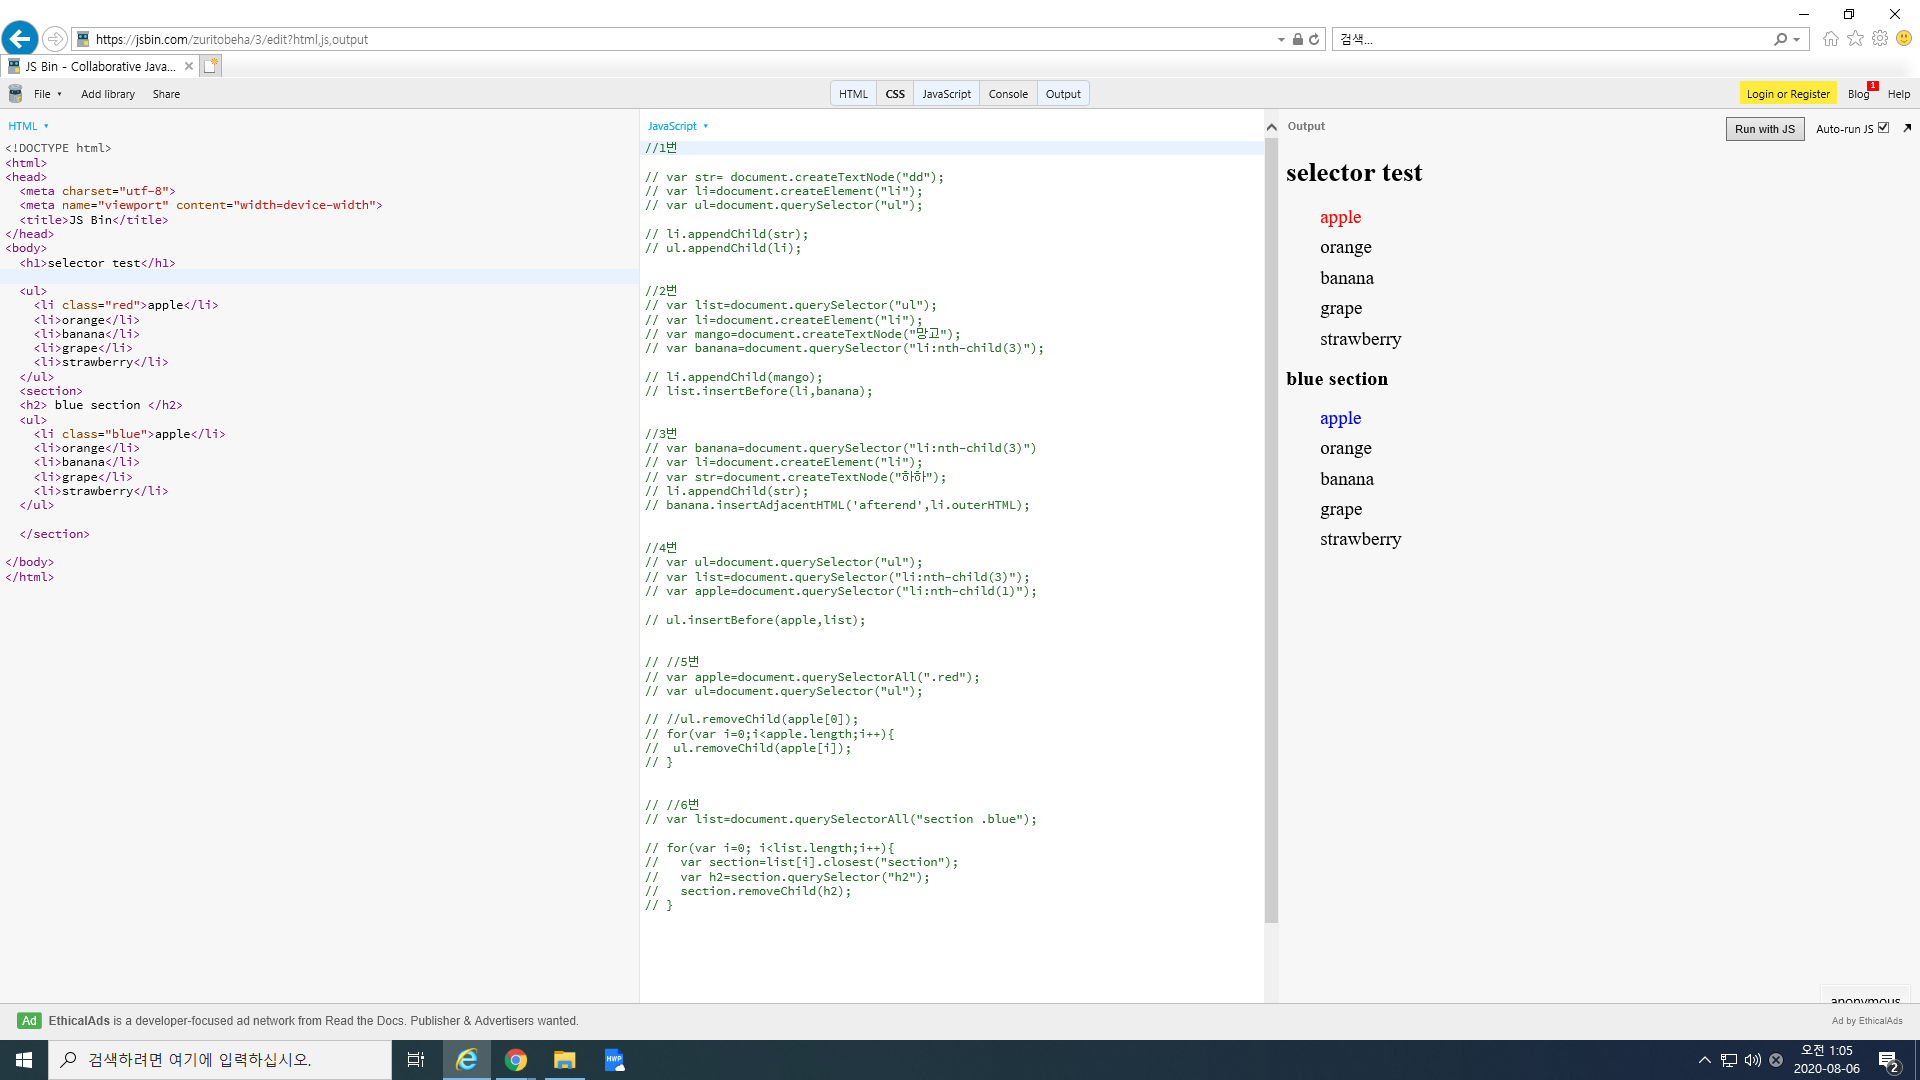 https://jsbin.com/zuritobeha/3/edit?html,js,output
검색...
JS Bin - Collaborative Java...
File
Add library
Share
HTML
CSS
JavaScript
Console
Output
Login or Register
Blog
1
Help
HTML
<!DOCTYPE html>
<html>
<head>
  <meta charset="utf-8">
  <meta name="viewport" content="width=device-width">
  <title>JS Bin</title>
</head>
<body>
  <h1>selector test</h1>
  <ul>
    <li class="red">apple</li>
    <li>orange</li>
    <li>banana</li>
    <li>grape</li>
    <li>strawberry</li>
  </ul>
  <section>
  <h2> blue section </h2>
  <ul>
    <li class="blue">apple</li>
    <li>orange</li>
    <li>banana</li>
    <li>grape</li>
    <li>strawberry</li>
  </ul>
  </section>
</body>
</html>
JavaScript
//1번
// var str= document.createTextNode("dd");
// var li=document.createElement("li");
// var ul=document.querySelector("ul");
// li.appendChild(str);
// ul.appendChild(li);
//2번
// var list=document.querySelector("ul");
// var li=document.createElement("li");
// var mango=document.createTextNode("망고");
// var banana=document.querySelector("li:nth-child(3)");
// li.appendChild(mango);
// list.insertBefore(li,banana);
//3번
// var banana=document.querySelector("li:nth-child(3)")
// var li=document.createElement("li");
// var str=document.createTextNode("하하");
// li.appendChild(str);
// banana.insertAdjacentHTML('afterend',li.outerHTML);
//4번
// var ul=document.querySelector("ul");
// var list=document.querySelector("li:nth-child(3)");
// var apple=document.querySelector("li:nth-child(1)");
// ul.insertBefore(apple,list);
// //5번
// var apple=document.querySelectorAll(".red");
// var ul=document.querySelector("ul");
// //ul.removeChild(apple[0]);
// for(var i=0;i<apple.length;i++){
//  ul.removeChild(apple[i]);
// }
// //6번
// var list=document.querySelectorAll("section .blue");
// for(var i=0; i<list.length;i++){
//   var section=list[i].closest("section");
//   var h2=section.querySelector("h2");
//   section.removeChild(h2);
// }
Output
Run with JS
Auto-run JS
selector test
apple
orange
banana
grape
strawberry
blue section
apple
orange
banana
grape
strawberry
anonymous
Ad
EthicalAds is a developer-focused ad network from Read the Docs. Publisher & Advertisers wanted.
Ad by EthicalAds
검색하려면 여기에 입력하십시오.
HWP
오전 1:05
2020-08-06
2